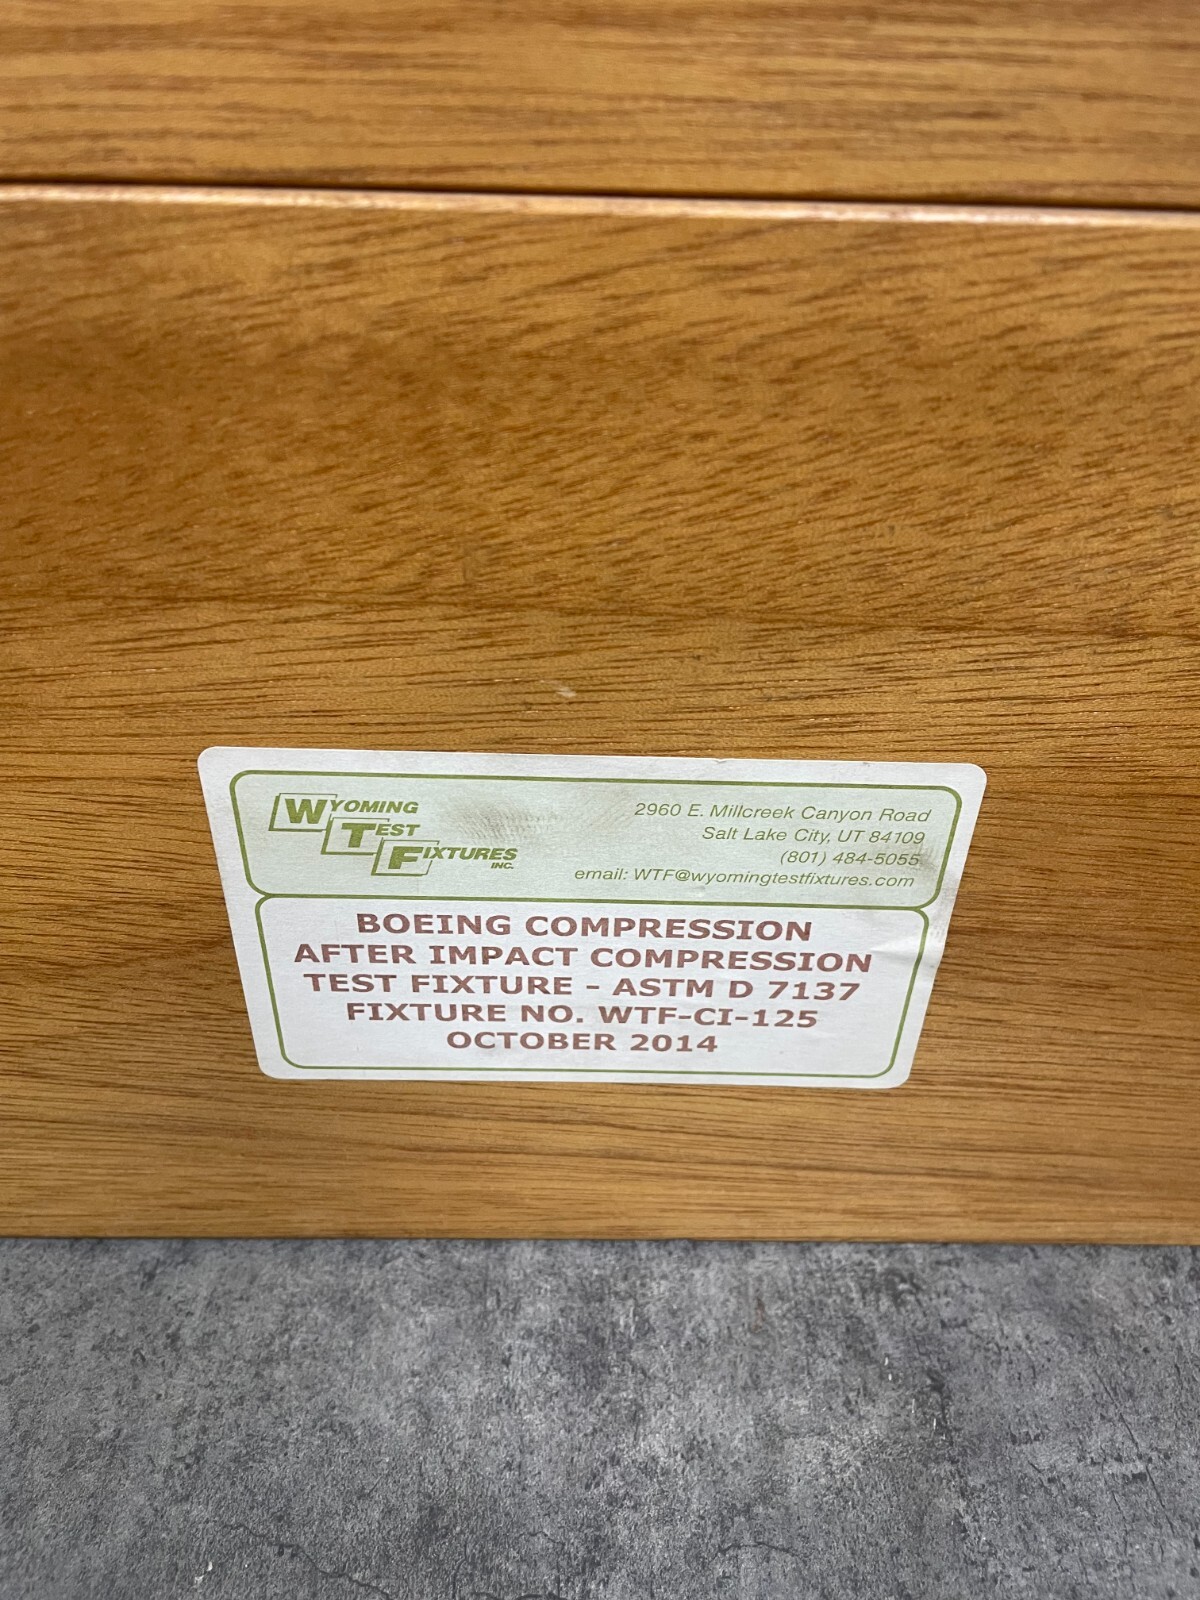 WYOMING
TEST
FIXTURES
INC.
2960 E. Millcreek Canyon Road
Salt Lake City, UT 84109
(801) 484-5055
email: WTF@wyomingtestfixtures.com
BOEING COMPRESSION
AFTER IMPACT COMPRESSION
TEST FIXTURE - ASTM D 7137
FIXTURE NO. WTF-CI-125
OCTOBER 2014